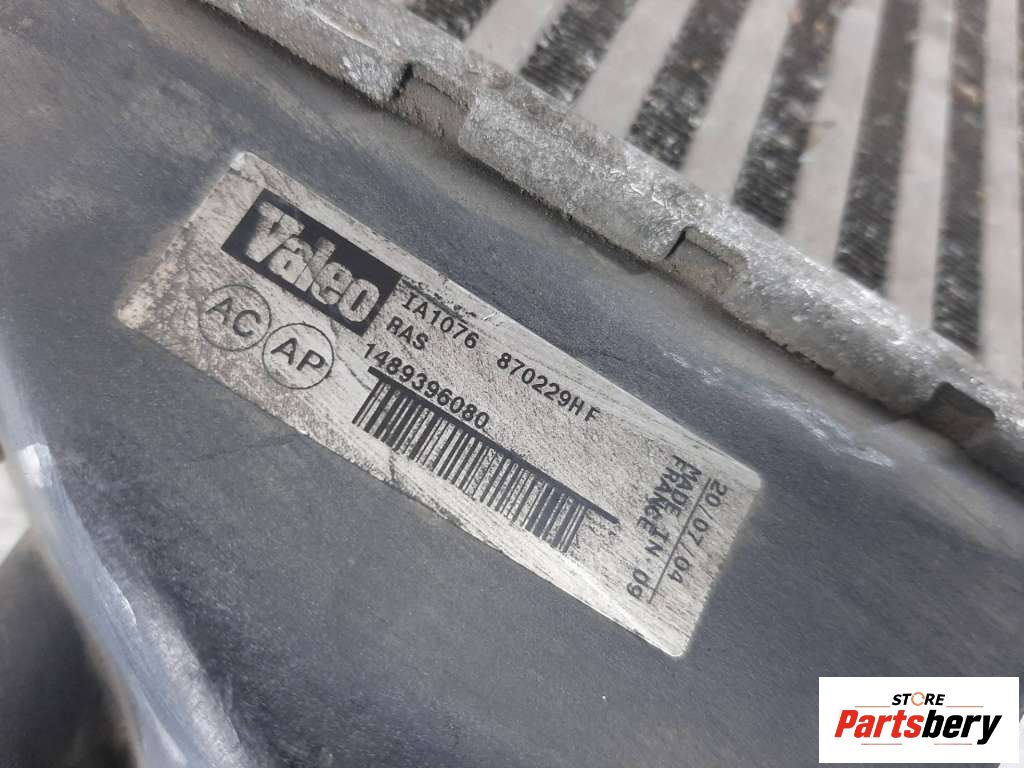 Valeo
IA1076 870229H F
RAS
1489396080
AC AP
20/07/04
MADE IN 09
FRANCE
STORE
Partsbery